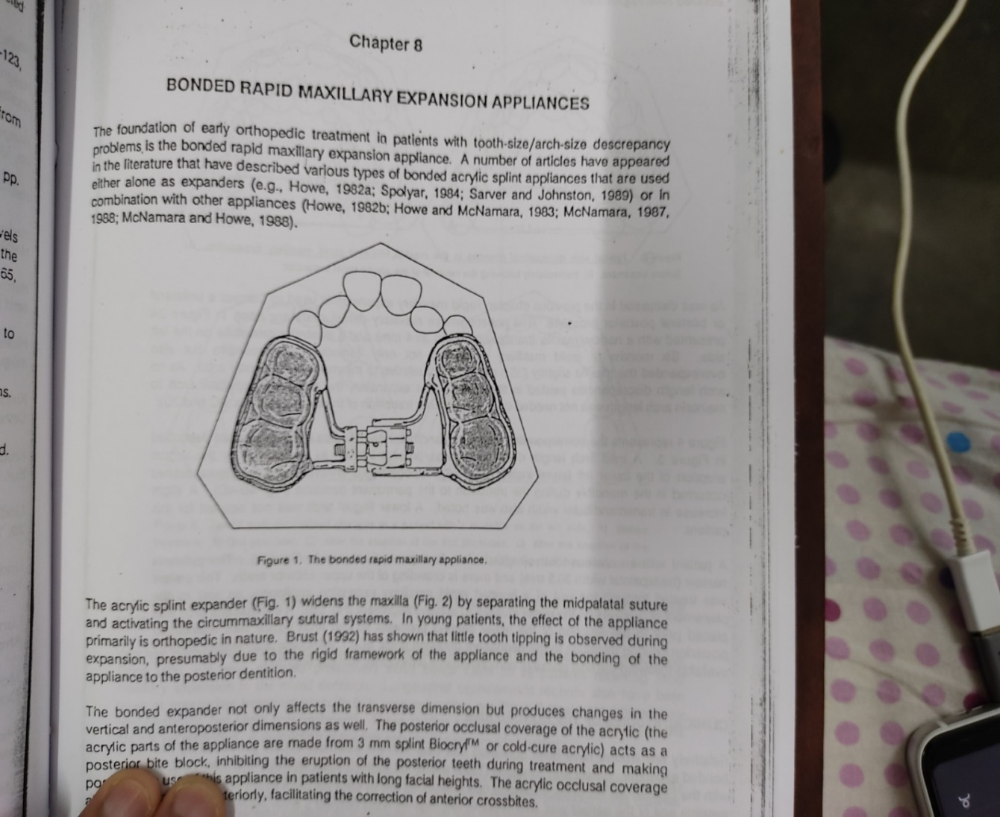 ted
-123,
from
pp.
vels
the
65,
to
ns.
d.
Chapter 8
BONDED RAPID MAXILLARY EXPANSION APPLIANCES
The foundation of early orthopedic treatment in patients with tooth-size/arch-size descrepancy
problems is the bonded rapid maxillary expansion appliance. A number of articles have appeared
in the literature that have described various types of bonded acrylic splint appliances that are used
either alone as expanders (e.g., Howe, 1982a; Spolyar, 1984; Sarver and Johnston, 1989) or in
combination with other appliances (Howe, 1982b; Howe and McNamara, 1983; McNamara, 1987,
1988; McNamara and Howe, 1988).
Figure 1. The bonded rapid maxillary appliance.
The acrylic splint expander (Fig. 1) widens the maxilla (Fig. 2) by separating the midpalatal suture
and activating the circummaxillary sutural systems. In young patients, the effect of the appliance
primarily is orthopedic in nature. Brust (1992) has shown that little tooth tipping is observed during
expansion, presumably due to the rigid framework of the appliance and the bonding of the
appliance to the posterior dentition.
The bonded expander not only affects the transverse dimension but produces changes in the
vertical and anteroposterior dimensions as well. The posterior occlusal coverage of the acrylic (the
acrylic parts of the appliance are made from 3 mm splint Biocryl™ or cold-cure acrylic) acts as a
posterior bite block, inhibiting the eruption of the posterior teeth during treatment and making
appliance in patients with long facial heights. The acrylic occlusal coverage
teriorly, facilitating the correction of anterior crossbites.